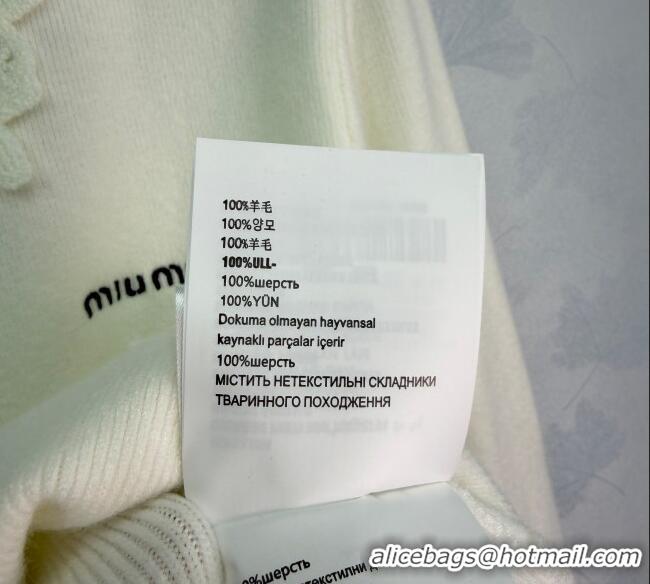 100%羊毛
100%양모
100%羊毛
100%ULL-
100%шерсть
100%YÜN
Dokuma olmayan hayvansal
kaynaklı parçalar içerir
100%шерсть
МІСТИТЬ НЕТЕКСТИЛЬНІ СКЛАДНИКИ
ТВАРИННОГО ПОХОДЖЕННЯ
miu m
%шерсть
alicebags@hotmail.com